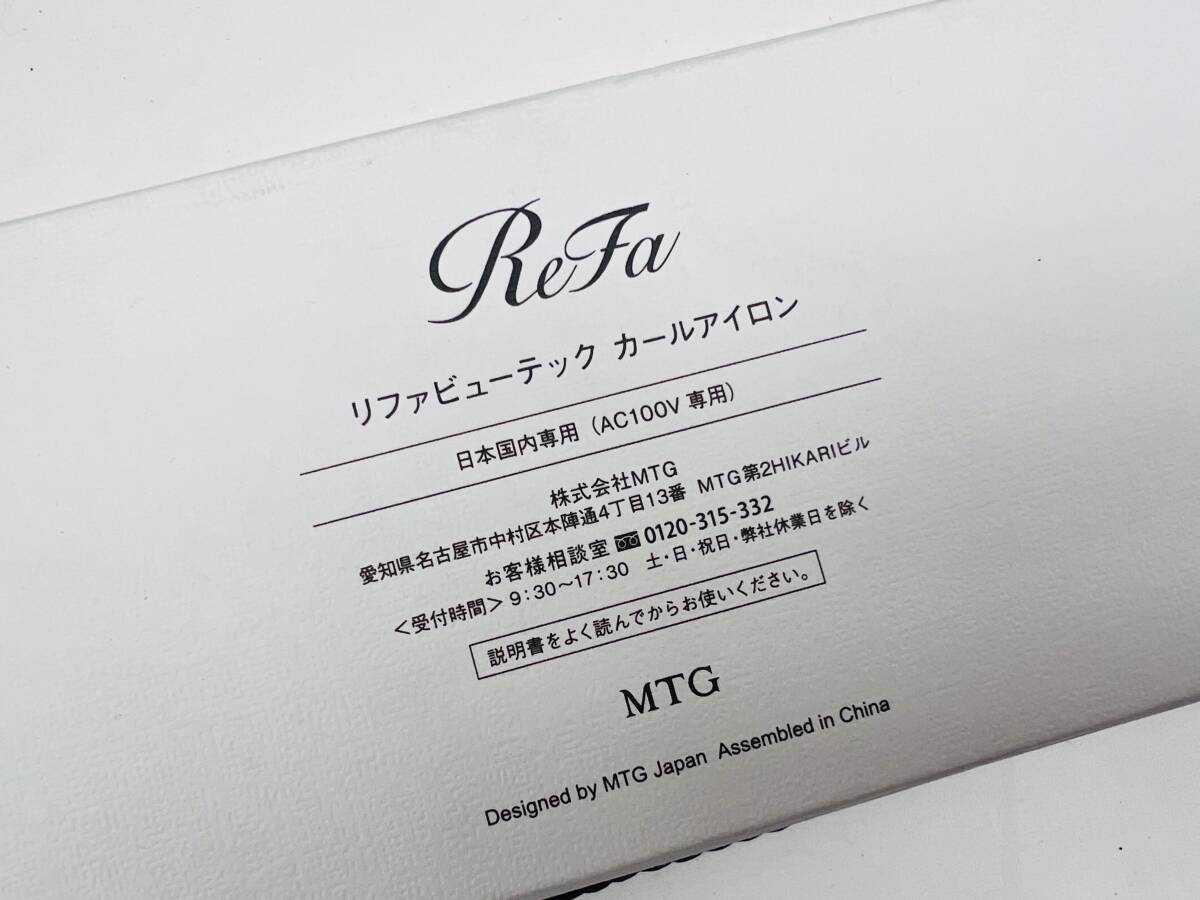 ReFa
リファビューテック カールアイロン
日本国内専用（AC100V 専用）
株式会社MTG
愛知県名古屋市中村区本陣通4丁目13番 MTG第2HIKARIビル
お客様相談室 0120-315-332
＜受付時間＞9:30～17:30 土・日・祝日・弊社休業日を除く
説明書をよく読んでからお使いください。
MTG
Designed by MTG Japan Assembled in China